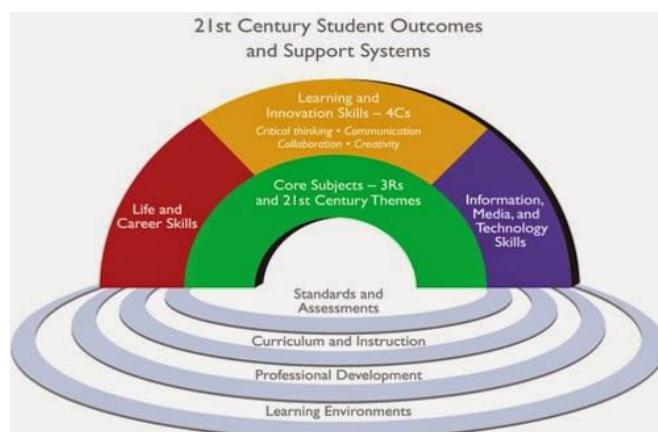 21st Century Student Outcomes
and Support Systems
Learning and
Innovation Skills – 4Cs
Critical thinking • Communication
Collaboration • Creativity
Core Subjects – 3Rs
and 21st Century Themes
Life and
Career Skills
Information,
Media, and
Technology
Skills
Standards and
Assessments
Curriculum and Instruction
Professional Development
Learning Environments